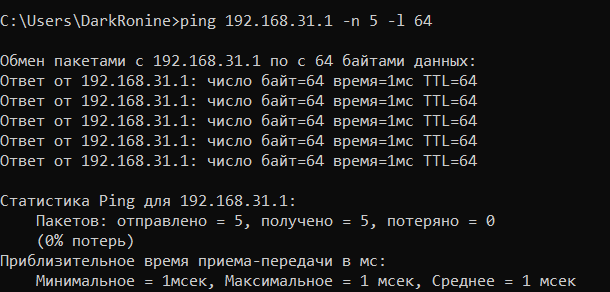 C:\Users\DarkRonine>ping 192.168.31.1 -n 5 -l 64
Обмен пакетами с 192.168.31.1 по с 64 байтами данных:
Ответ от 192.168.31.1: число байт=64 время=1мс TTL=64
Ответ от 192.168.31.1: число байт=64 время=1мс TTL=64
Ответ от 192.168.31.1: число байт=64 время=1мс TTL=64
Ответ от 192.168.31.1: число байт=64 время=1мс TTL=64
Ответ от 192.168.31.1: число байт=64 время=1мс TTL=64
Статистика Ping для 192.168.31.1:
Пакетов: отправлено = 5, получено = 5, потеряно = 0
(0% потерь)
Приблизительное время приема-передачи в мс:
Минимальное = 1мсек, Максимальное = 1 мсек, Среднее = 1 мсек